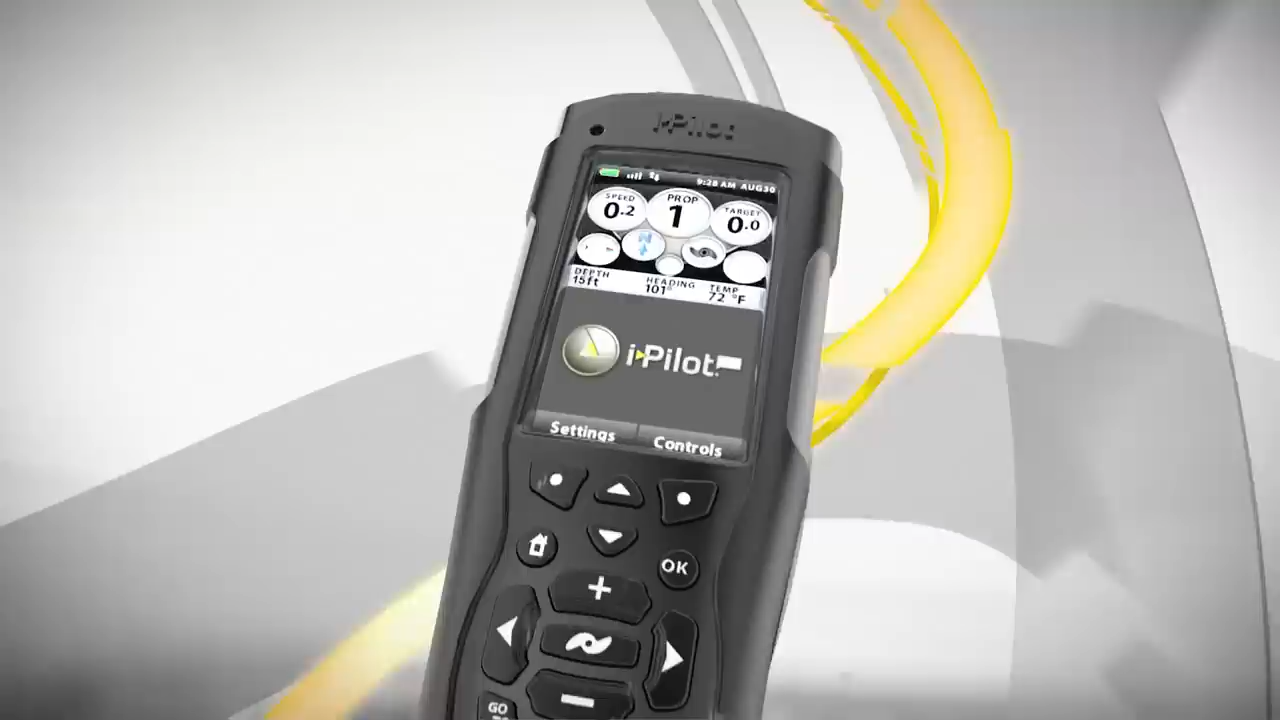 i-Pilot
9:28 AM AUG30
SPEED PROP TARGET
0.2 1 0.0
N
DEPTH HEADING TEMP
15ft 101° 72 °F
i-Pilot
Settings Controls
OK
+
−
GO
TO